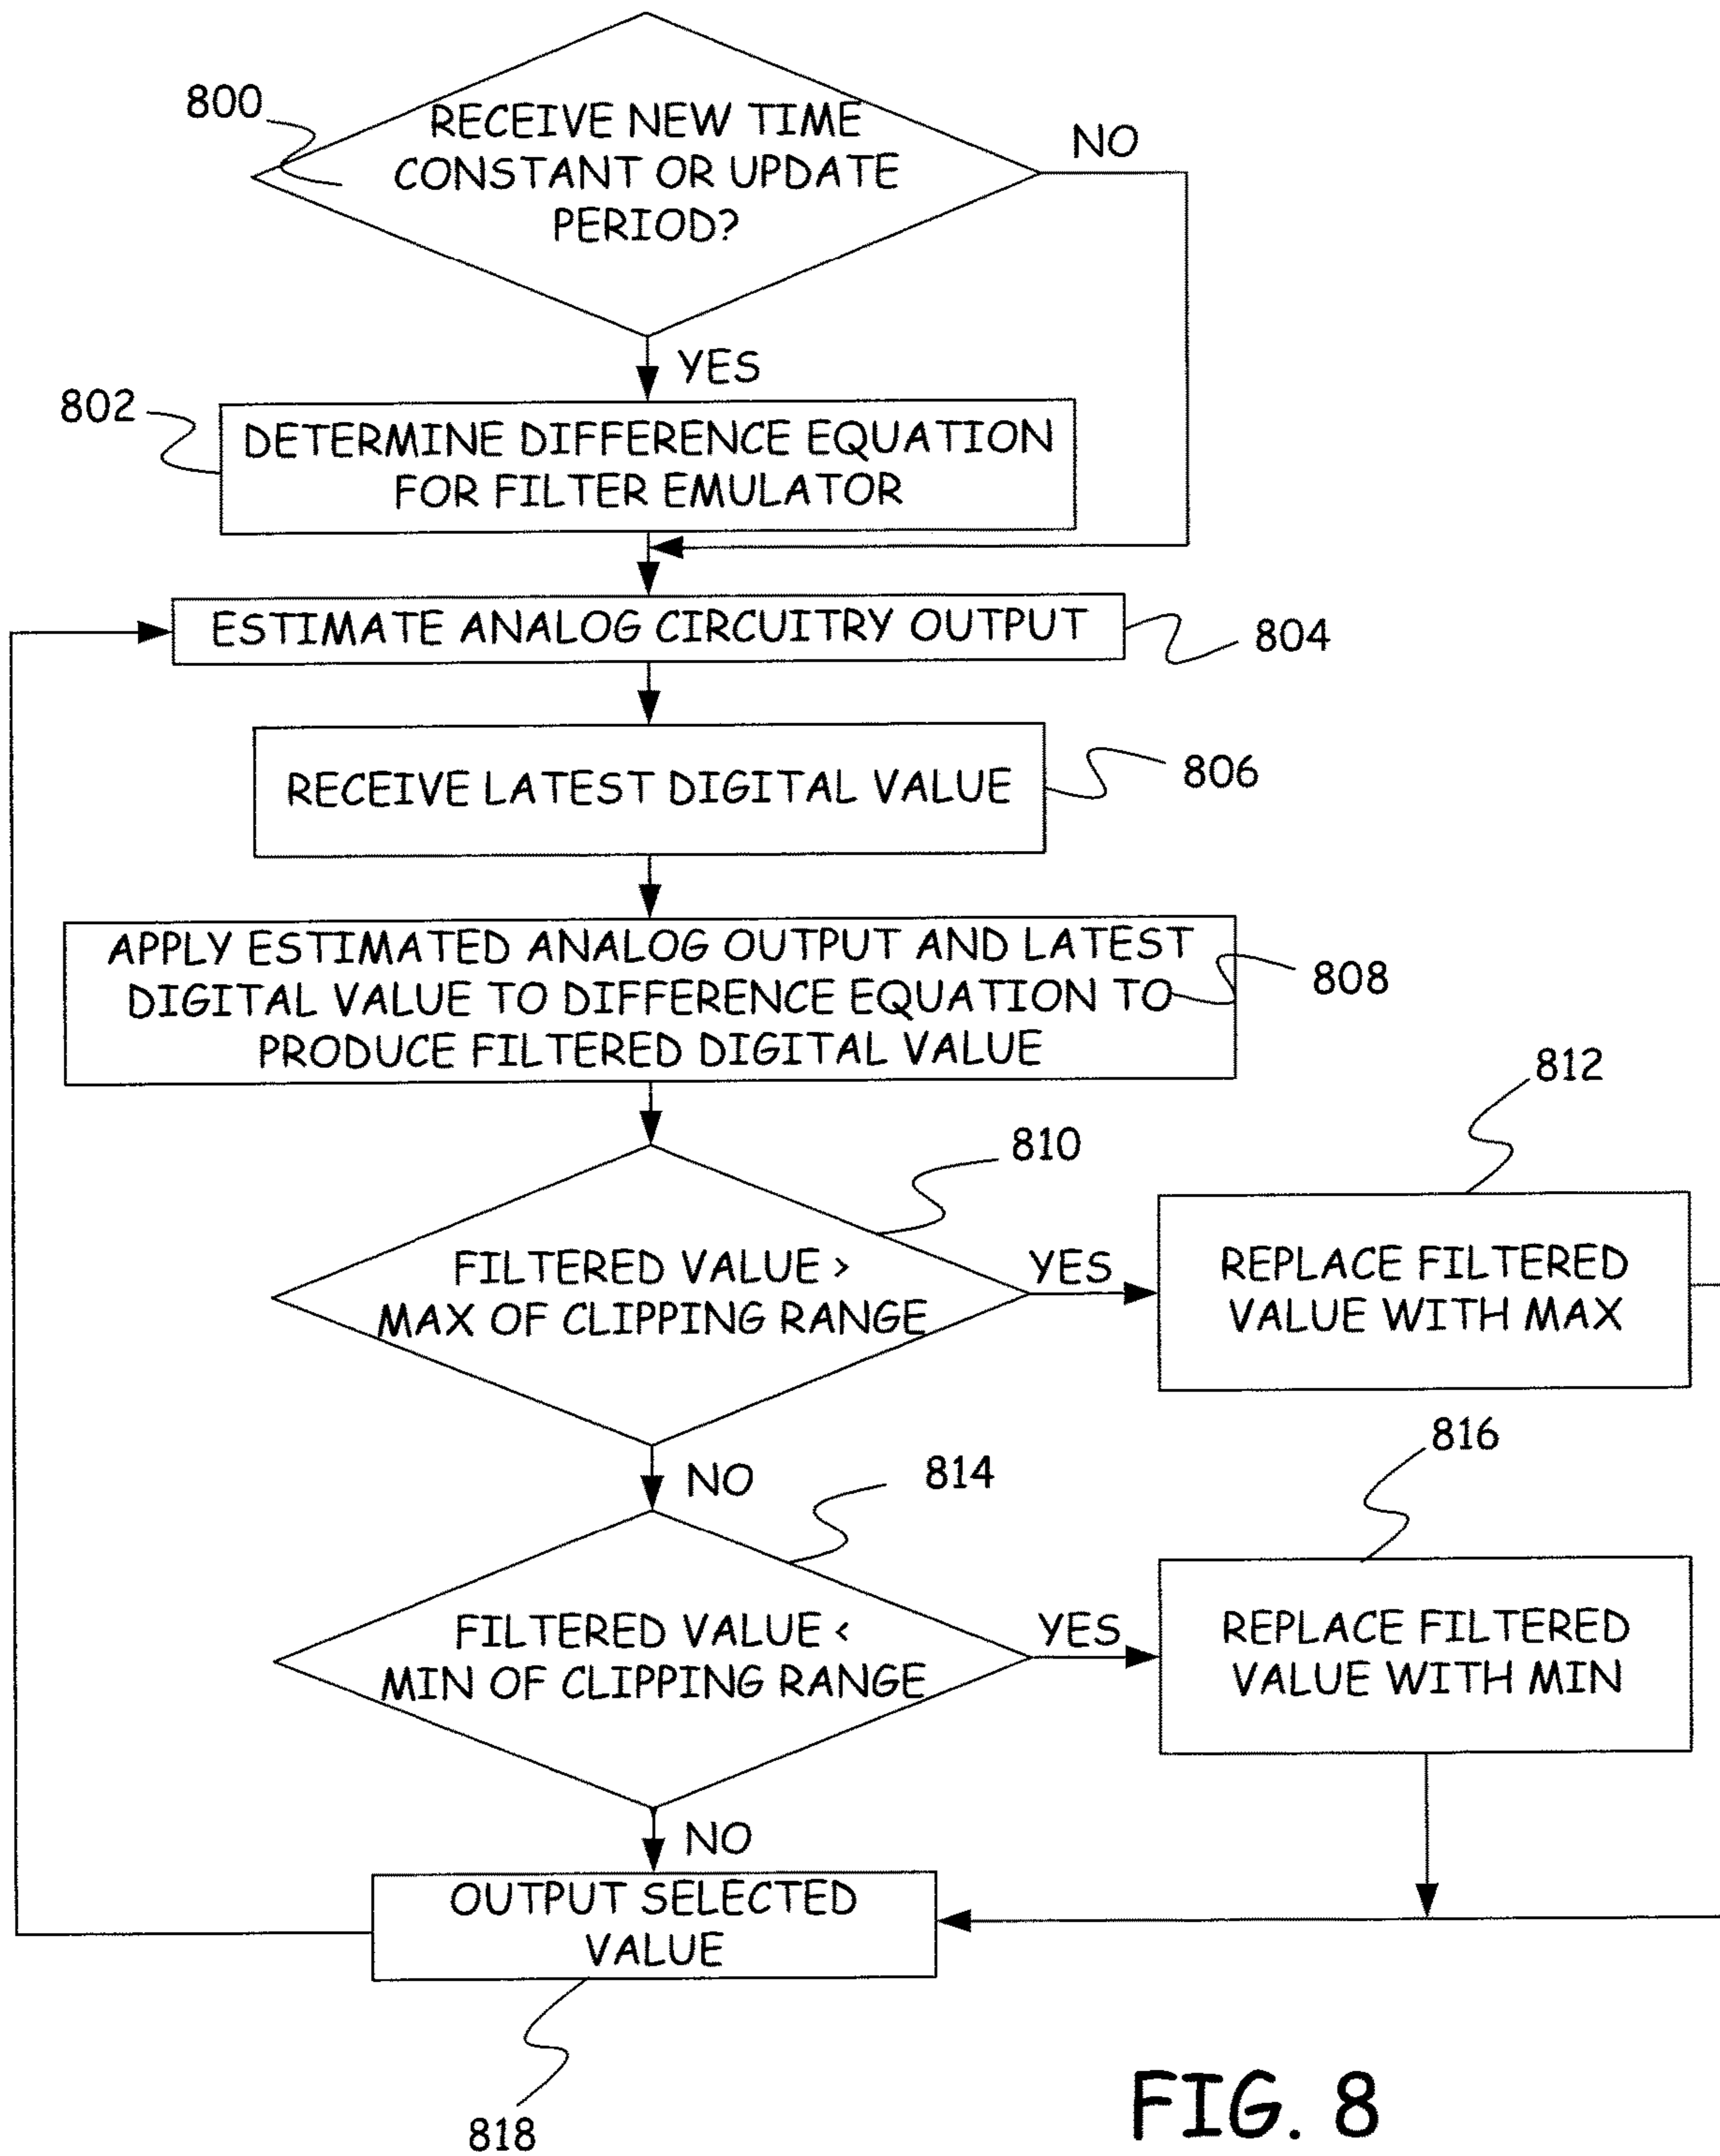 800
RECEIVE NEW TIME
CONSTANT OR UPDATE
PERIOD?
NO
YES
802
DETERMINE DIFFERENCE EQUATION
FOR FILTER EMULATOR
ESTIMATE ANALOG CIRCUITRY OUTPUT
804
RECEIVE LATEST DIGITAL VALUE
806
APPLY ESTIMATED ANALOG OUTPUT AND LATEST
DIGITAL VALUE TO DIFFERENCE EQUATION TO
PRODUCE FILTERED DIGITAL VALUE
808
810
812
FILTERED VALUE >
MAX OF CLIPPING RANGE
YES
REPLACE FILTERED
VALUE WITH MAX
NO
814
816
FILTERED VALUE <
MIN OF CLIPPING RANGE
YES
REPLACE FILTERED
VALUE WITH MIN
NO
OUTPUT SELECTED
VALUE
818
FIG. 8